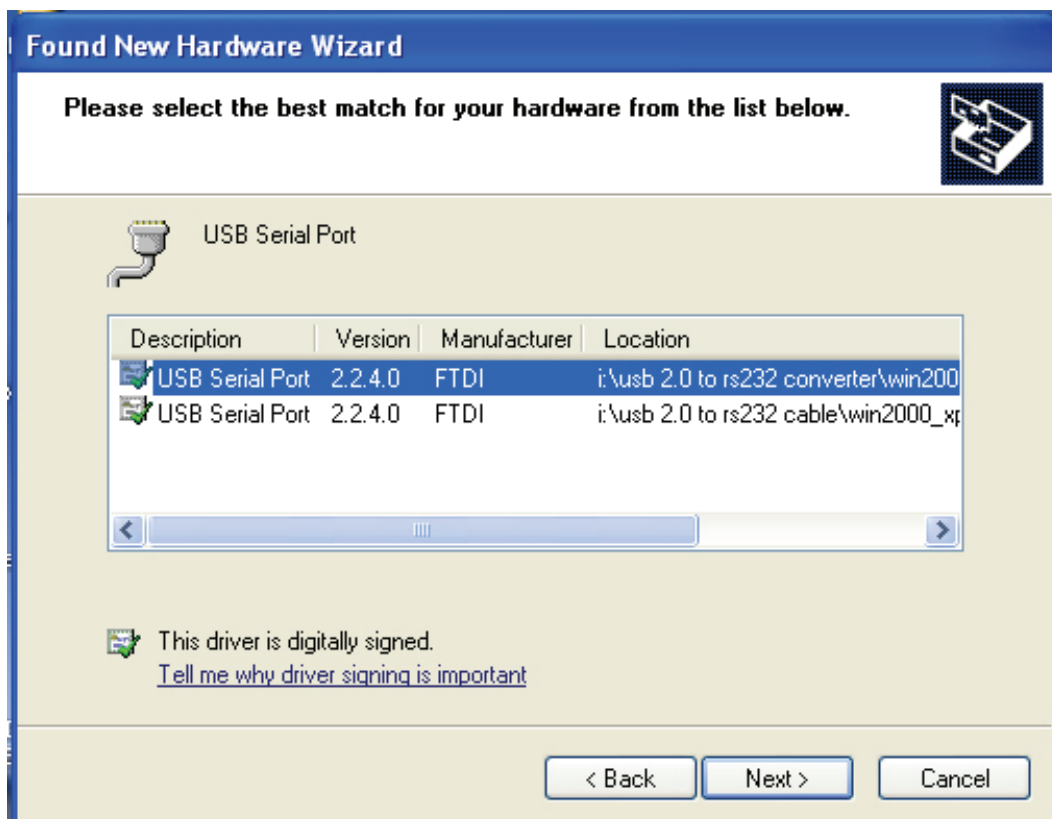 Found New Hardware Wizard
Please select the best match for your hardware from the list below.
USB Serial Port
Description Version Manufacturer Location
USB Serial Port 2.2.4.0 FTDI i:\usb 2.0 to rs232 converter\win200
USB Serial Port 2.2.4.0 FTDI i:\usb 2.0 to rs232 cable\win2000_xp
This driver is digitally signed.
Tell me why driver signing is important
< Back Next > Cancel